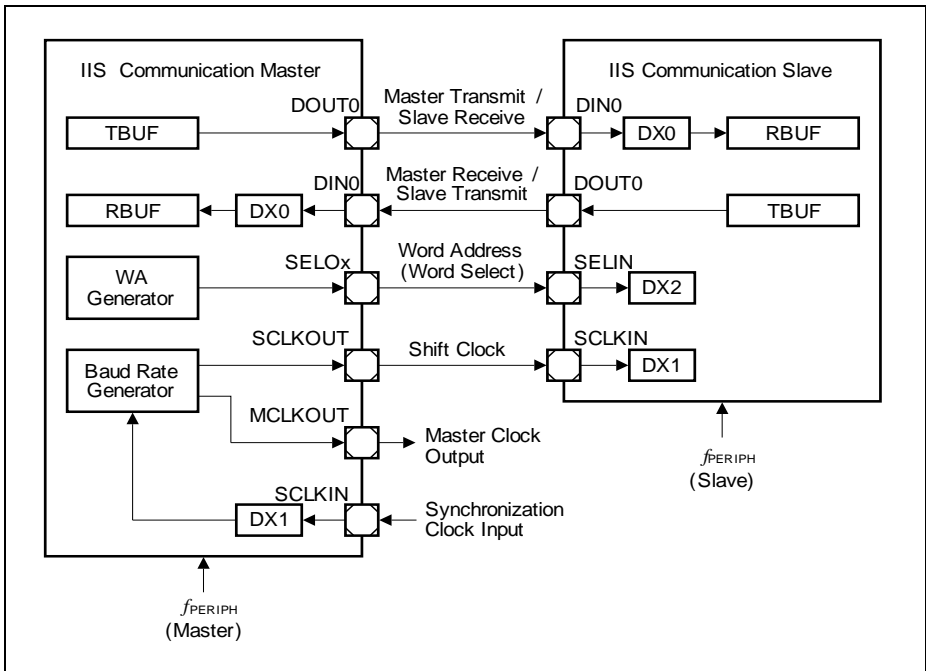 IIS Communication Master
IIS Communication Slave
DOUT0
Master Transmit /
Slave Receive
DIN0
TBUF
DX0
RBUF
DIN0
Master Receive /
Slave Transmit
DOUT0
RBUF
DX0
TBUF
SELOx
Word Address
(Word Select)
SELIN
WA
Generator
DX2
SCLKOUT
Shift Clock
SCLKIN
Baud Rate
Generator
DX1
MCLKOUT
Master Clock
Output
SCLKIN
DX1
Synchronization
Clock Input
fPERIPH
(Slave)
fPERIPH
(Master)